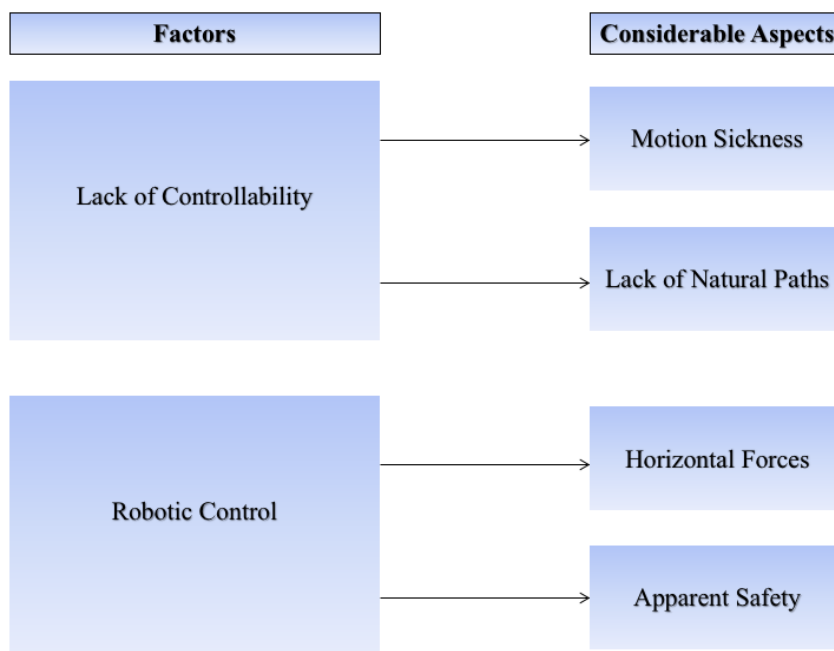 Factors
Considerable Aspects
Lack of Controllability
Motion Sickness
Lack of Natural Paths
Robotic Control
Horizontal Forces
Apparent Safety